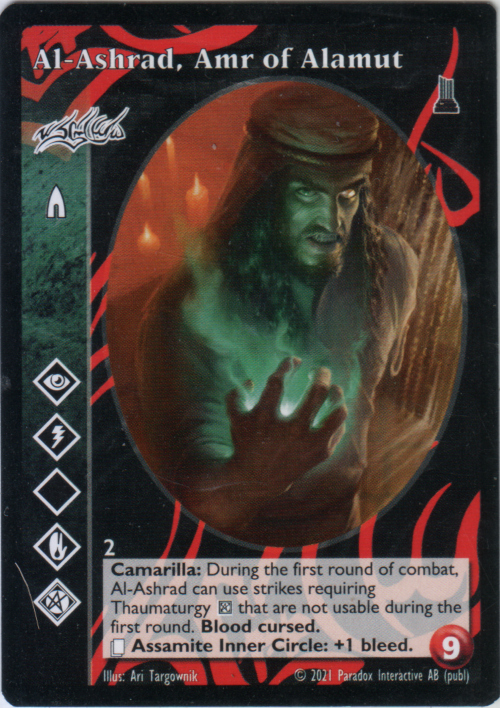 Al-Ashrad, Amr of Alamut
2
Camarilla: During the first round of combat,
Al-Ashrad can use strikes requiring
Thaumaturgy that are not usable during the
first round. Blood cursed.
Assamite Inner Circle: +1 bleed.
9
Illus: Ari Targownik
© 2021 Paradox Interactive AB (publ)